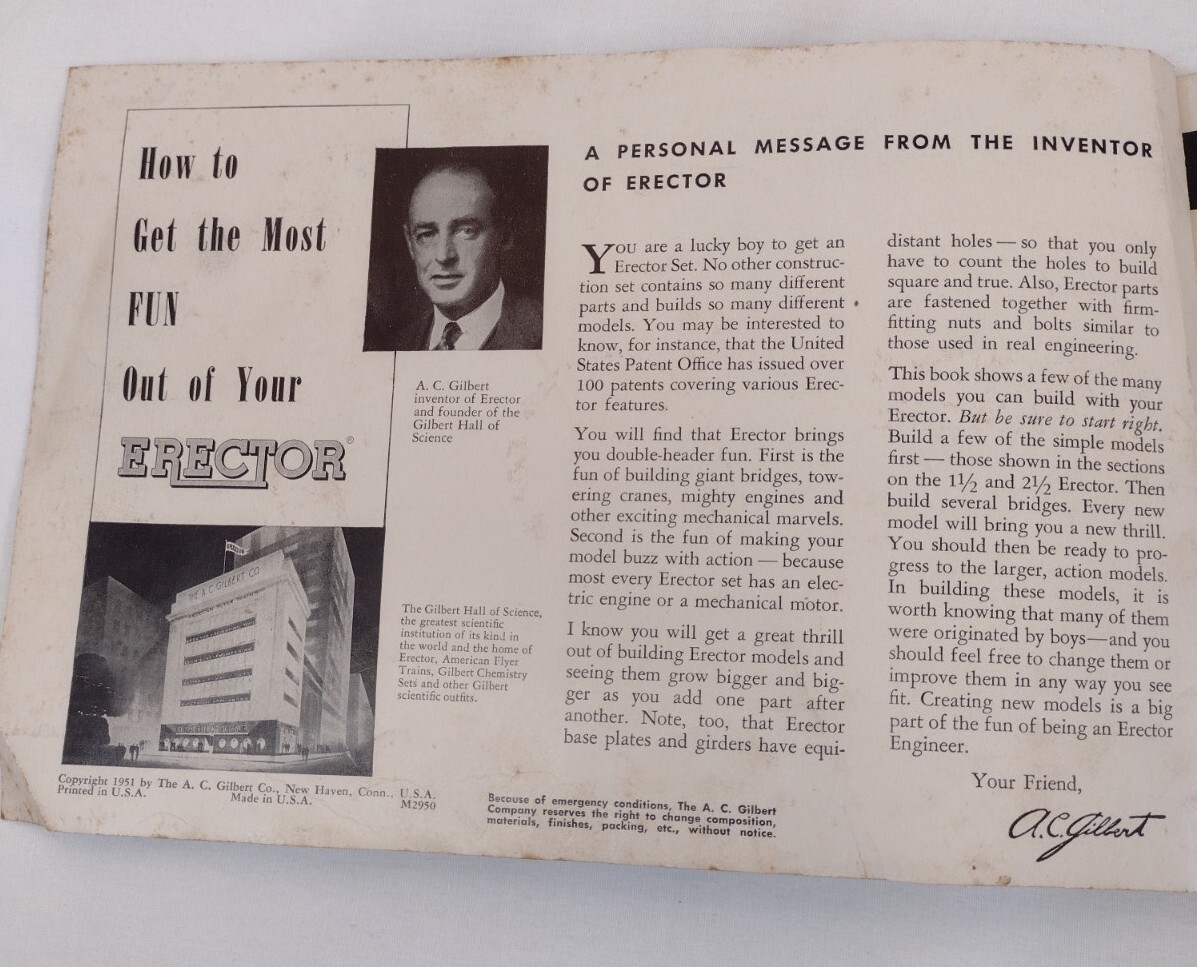 How to
Get the Most
FUN
Out of Your
ERECTOR®
A. C. Gilbert
inventor of Erector
and founder of the
Gilbert Hall of
Science
THE A. C. GILBERT CO.
The Gilbert Hall of Science,
the greatest scientific
institution of its kind in
the world and the home of
Erector, American Flyer
Trains, Gilbert Chemistry
Sets and other Gilbert
scientific outfits.
Copyright 1951 by The A. C. Gilbert Co., New Haven, Conn., U.S.A.
Printed in U.S.A. Made in U.S.A. M2950
A PERSONAL MESSAGE FROM THE INVENTOR
OF ERECTOR
YOU are a lucky boy to get an
Erector Set. No other construc-
tion set contains so many different
parts and builds so many different
models. You may be interested to
know, for instance, that the United
States Patent Office has issued over
100 patents covering various Erec-
tor features.
You will find that Erector brings
you double-header fun. First is the
fun of building giant bridges, tow-
ering cranes, mighty engines and
other exciting mechanical marvels.
Second is the fun of making your
model buzz with action — because
most every Erector set has an elec-
tric engine or a mechanical motor.
I know you will get a great thrill
out of building Erector models and
seeing them grow bigger and big-
ger as you add one part after
another. Note, too, that Erector
base plates and girders have equi-
distant holes — so that you only
have to count the holes to build
square and true. Also, Erector parts
are fastened together with firm-
fitting nuts and bolts similar to
those used in real engineering.
This book shows a few of the many
models you can build with your
Erector. But be sure to start right.
Build a few of the simple models
first — those shown in the sections
on the 1½ and 2½ Erector. Then
build several bridges. Every new
model will bring you a new thrill.
You should then be ready to pro-
gress to the larger, action models.
In building these models, it is
worth knowing that many of them
were originated by boys—and you
should feel free to change them or
improve them in any way you see
fit. Creating new models is a big
part of the fun of being an Erector
Engineer.
Your Friend,
A.C. Gilbert
Because of emergency conditions, The A. C. Gilbert
Company reserves the right to change composition,
materials, finishes, packing, etc., without notice.